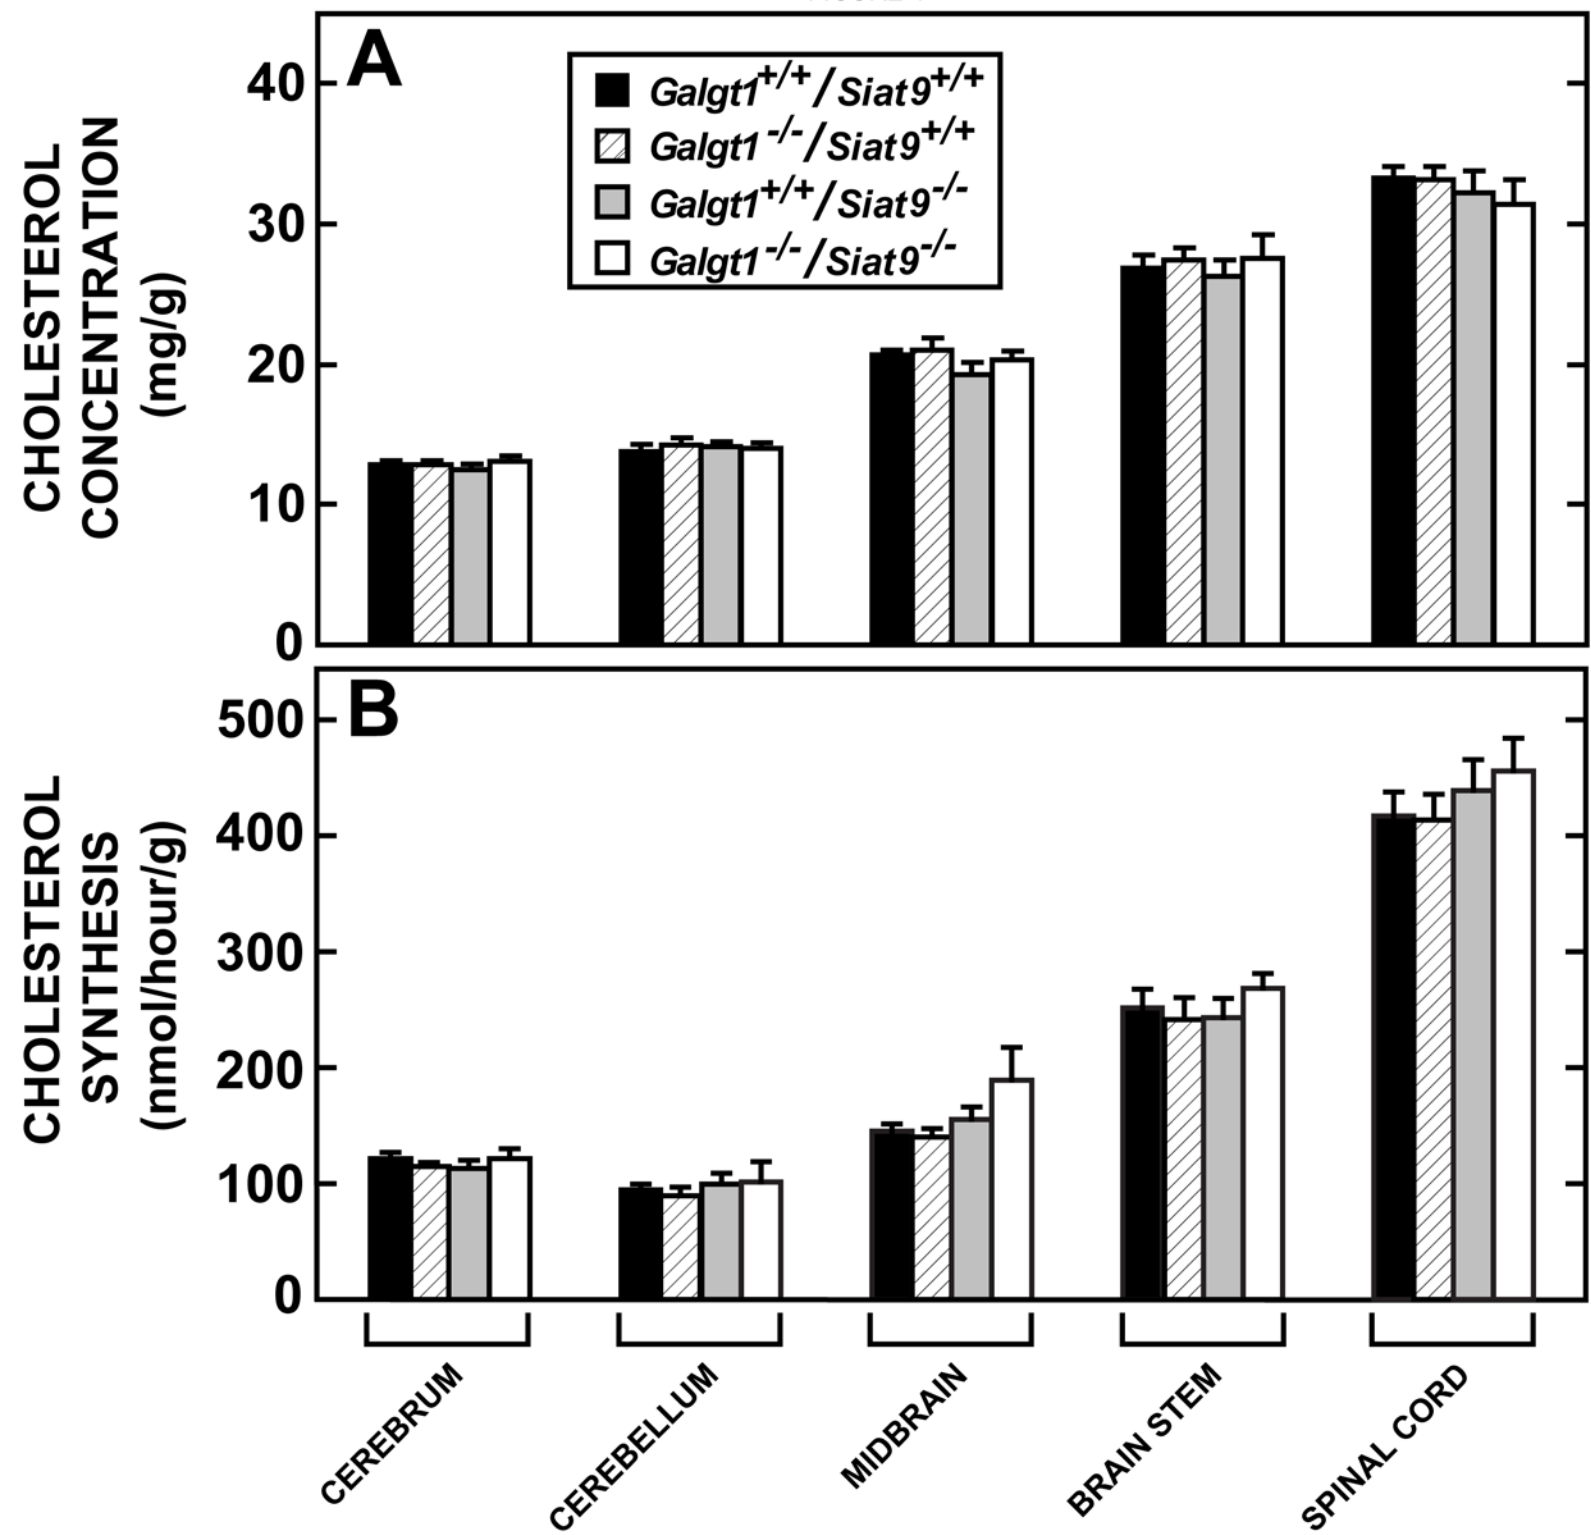 A
CHOLESTEROL
CONCENTRATION
(mg/g)
40
30
20
10
0
Galgt1+/+/Siat9+/+
Galgt1-/-/Siat9+/+
Galgt1+/+/Siat9-/-
Galgt1-/-/Siat9-/-
B
CHOLESTEROL
SYNTHESIS
(nmol/hour/g)
500
400
300
200
100
0
CEREBRUM
CEREBELLUM
MIDBRAIN
BRAIN STEM
SPINAL CORD